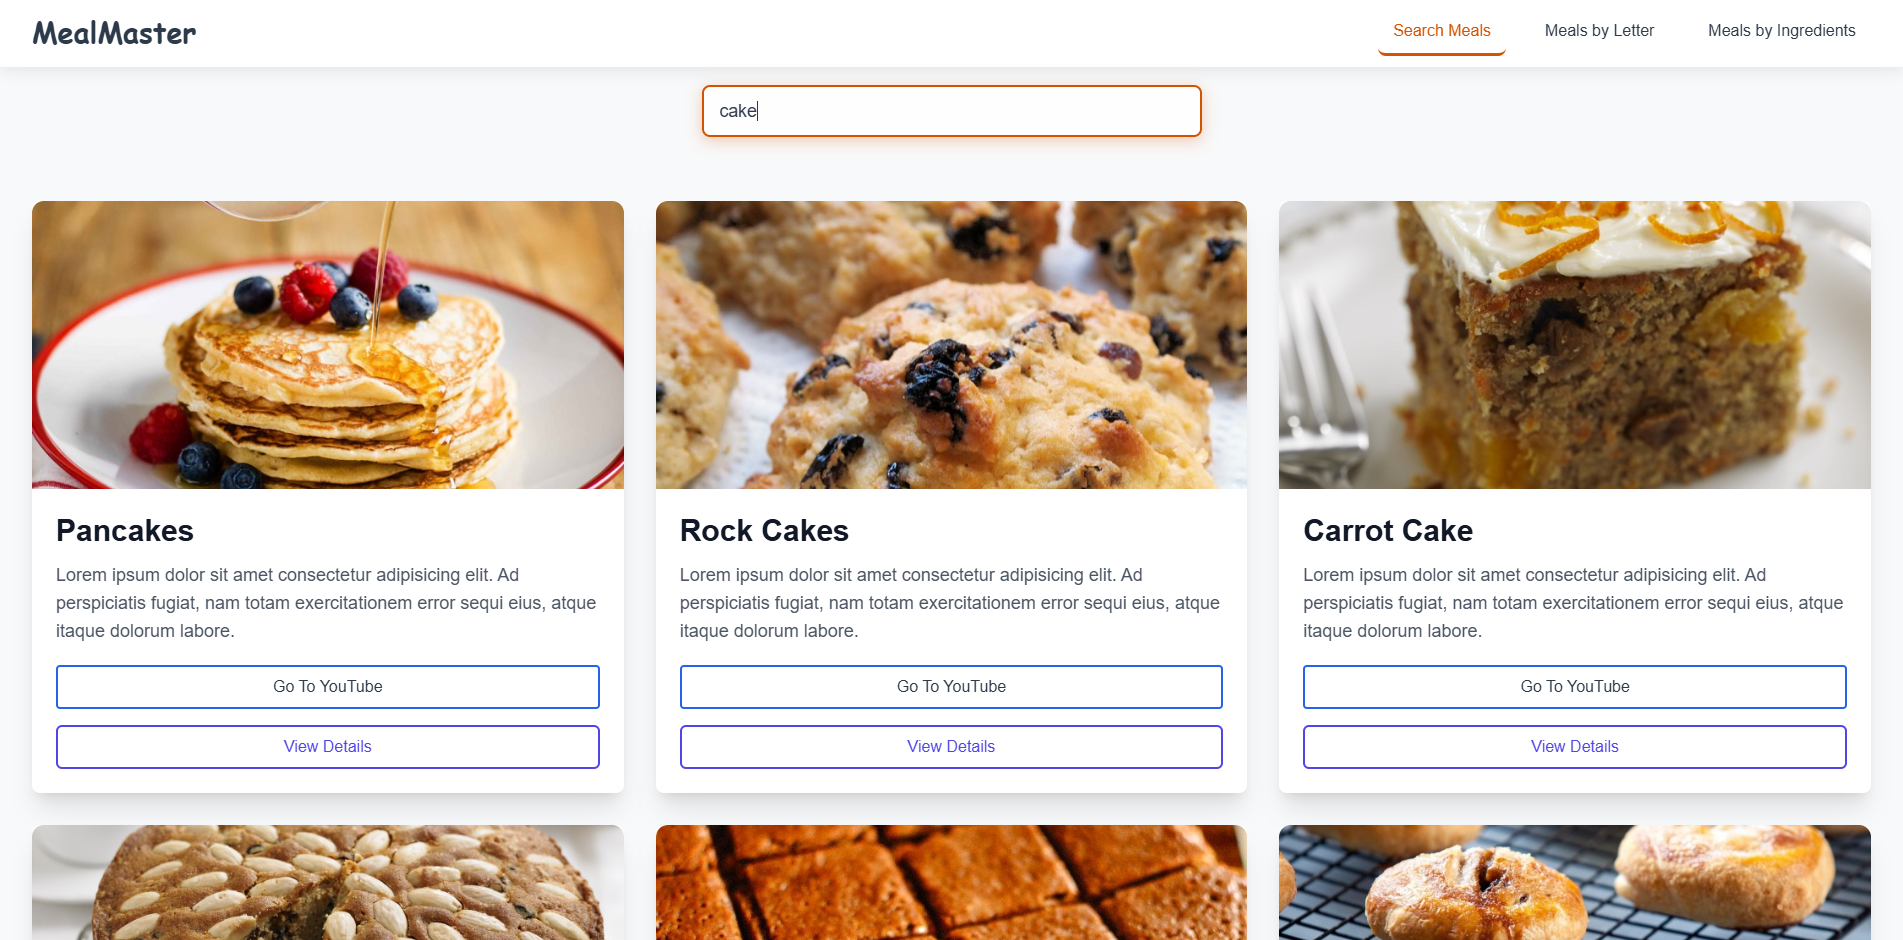 MealMaster
Search Meals
Meals by Letter
Meals by Ingredients
cake
Pancakes
Lorem ipsum dolor sit amet consectetur adipisicing elit. Ad
perspiciatis fugiat, nam totam exercitationem error sequi eius, atque
itaque dolorum labore.
Go To YouTube
View Details
Rock Cakes
Lorem ipsum dolor sit amet consectetur adipisicing elit. Ad
perspiciatis fugiat, nam totam exercitationem error sequi eius, atque
itaque dolorum labore.
Go To YouTube
View Details
Carrot Cake
Lorem ipsum dolor sit amet consectetur adipisicing elit. Ad
perspiciatis fugiat, nam totam exercitationem error sequi eius, atque
itaque dolorum labore.
Go To YouTube
View Details